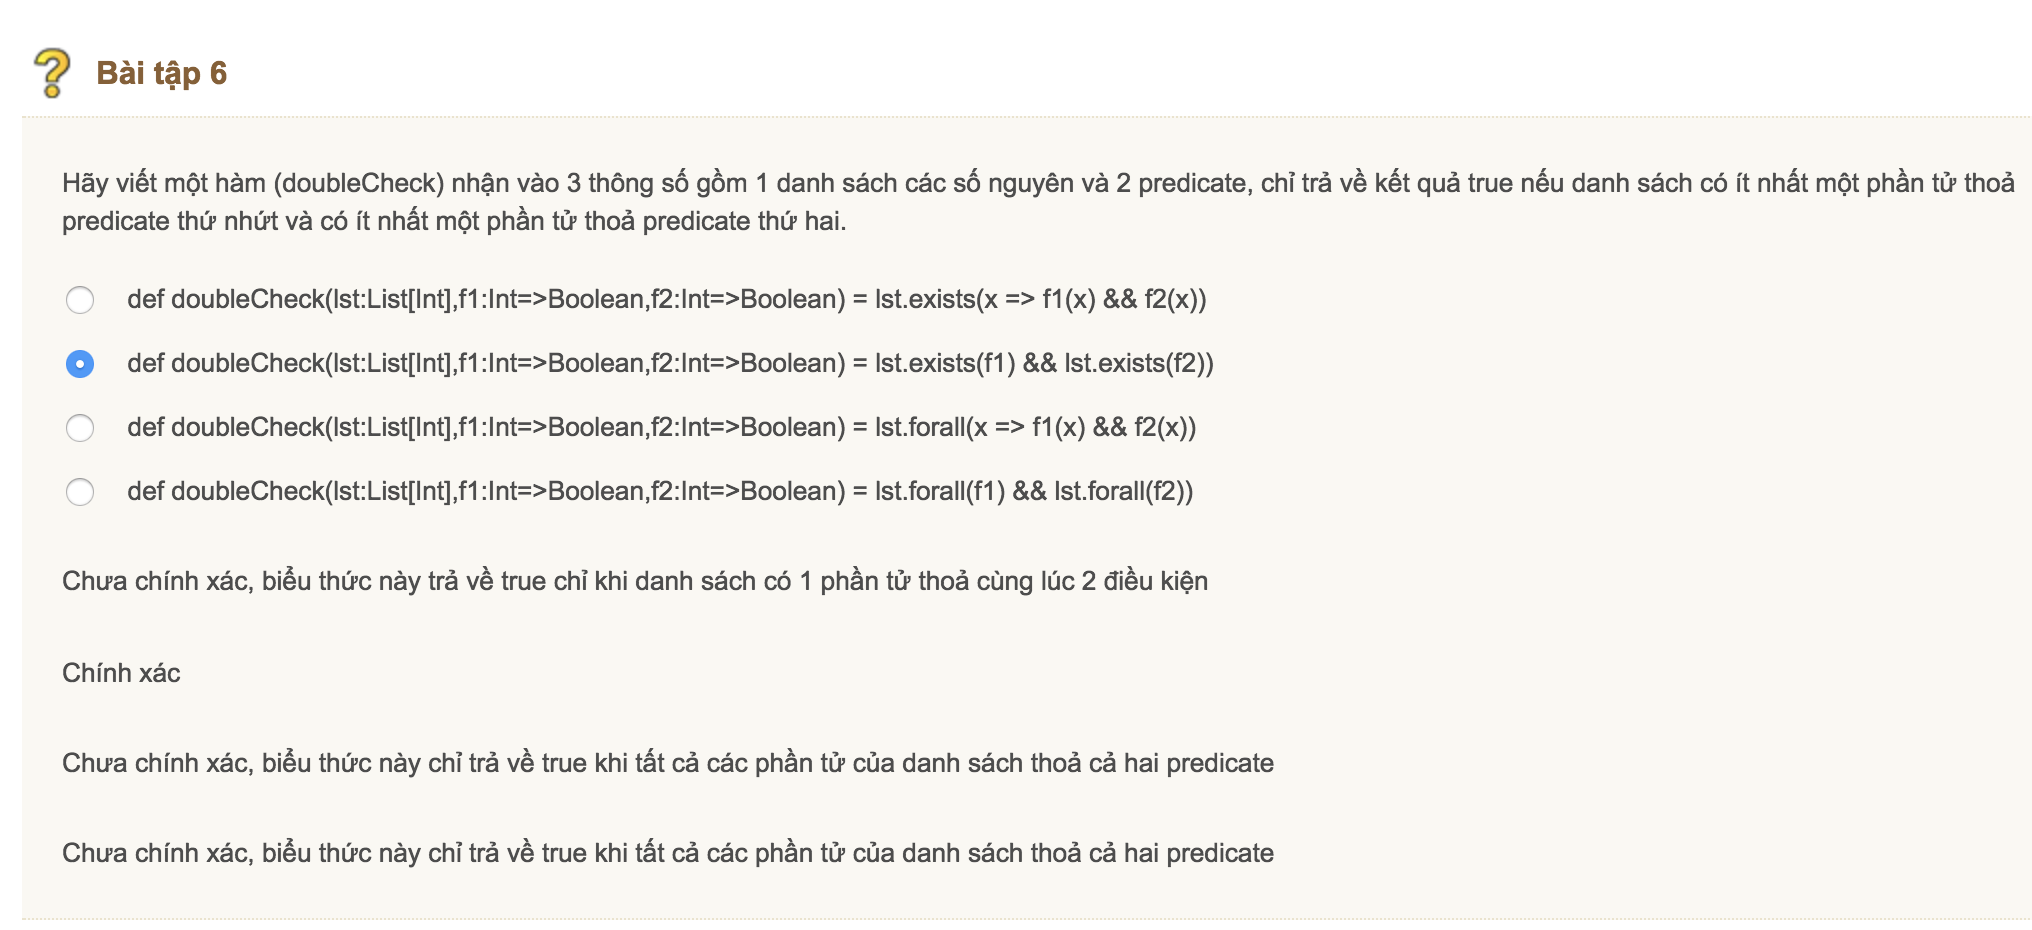 Bài tập 6
Hãy viết một hàm (doubleCheck) nhận vào 3 thông số gồm 1 danh sách các số nguyên và 2 predicate, chỉ trả về kết quả true nếu danh sách có ít nhất một phần tử thoả
predicate thứ nhứt và có ít nhất một phần tử thoả predicate thứ hai.
def doubleCheck(lst:List[Int],f1:Int=>Boolean,f2:Int=>Boolean) = lst.exists(x => f1(x) && f2(x))
def doubleCheck(lst:List[Int],f1:Int=>Boolean,f2:Int=>Boolean) = lst.exists(f1) && lst.exists(f2))
def doubleCheck(lst:List[Int],f1:Int=>Boolean,f2:Int=>Boolean) = lst.forall(x => f1(x) && f2(x))
def doubleCheck(lst:List[Int],f1:Int=>Boolean,f2:Int=>Boolean) = lst.forall(f1) && lst.forall(f2))
Chưa chính xác, biểu thức này trả về true chỉ khi danh sách có 1 phần tử thoả cùng lúc 2 điều kiện
Chính xác
Chưa chính xác, biểu thức này chỉ trả về true khi tất cả các phần tử của danh sách thoả cả hai predicate
Chưa chính xác, biểu thức này chỉ trả về true khi tất cả các phần tử của danh sách thoả cả hai predicate